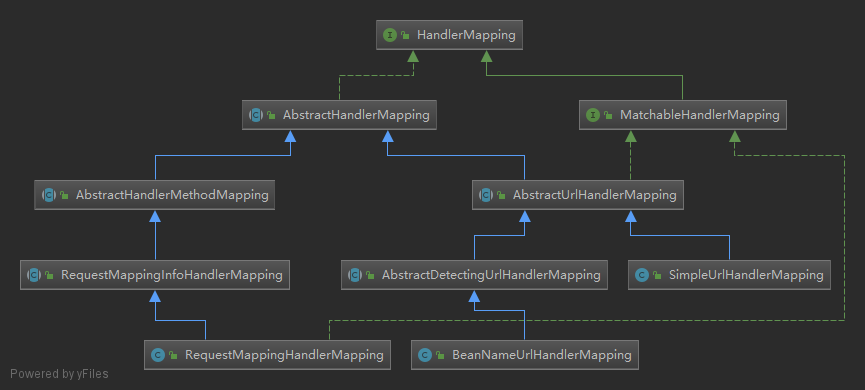 HandlerMapping
AbstractHandlerMapping
MatchableHandlerMapping
AbstractHandlerMethodMapping
AbstractUrlHandlerMapping
RequestMappingInfoHandlerMapping
AbstractDetectingUrlHandlerMapping
SimpleUrlHandlerMapping
RequestMappingHandlerMapping
BeanNameUrlHandlerMapping
Powered by yFiles